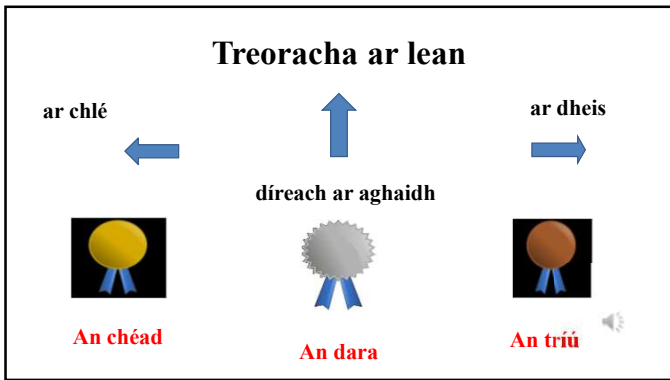 Treoracha ar lean
ar chlé
ar dheis
díreach ar aghaidh
An chéad
An dara
An tríú